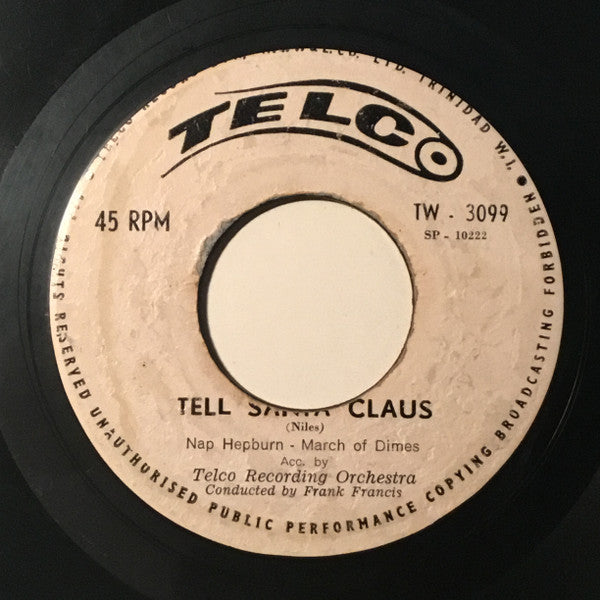 TELCO
45 RPM
TW - 3099
SP - 10222
TELL SANTA CLAUS
(Niles)
Nap Hepburn - March of Dimes
Acc. by
Telco Recording Orchestra
Conducted by Frank Francis
LTD. TRINIDAD W.I. ● RIGHTS RESERVED UNAUTHORISED PUBLIC PERFORMANCE COPYING BROADCASTING FORBIDDEN ●